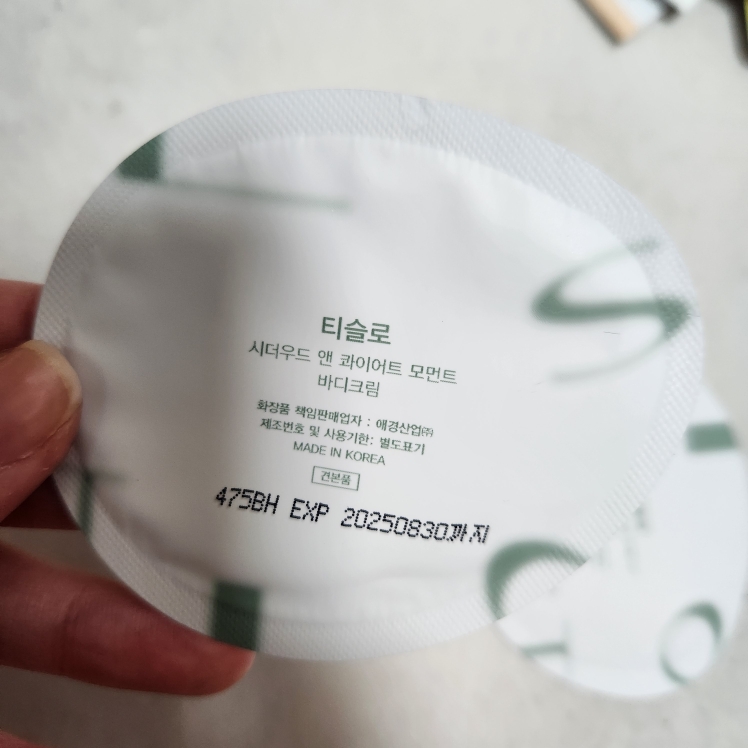 티슬로
시더우드 앤 콰이어트 모먼트
바디크림
화장품 책임판매업자 : 애경산업㈜
제조번호 및 사용기한: 별도표기
MADE IN KOREA
견본품
475BH EXP 20250830까지
S